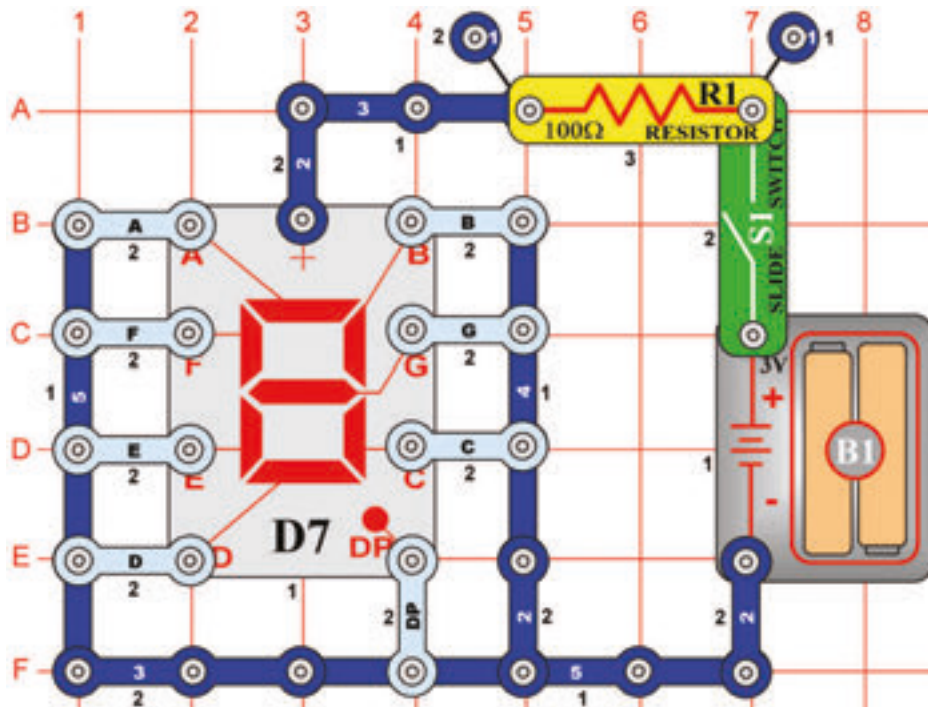 1 2 3 4 5 6 7 8
2 1 1 1
A 3 R1
100Ω RESISTOR
2 2 1 3
SLIDE SWITCH
S1
2
B A B
2 + 2
A B
C F G
2 2
F G
3V
1 5 4 1
+
D E C
2 2
E C
1 B1
-
D7 DP
E D D
2 1 2 DP 2 2 2 2
F 3 5
2 1